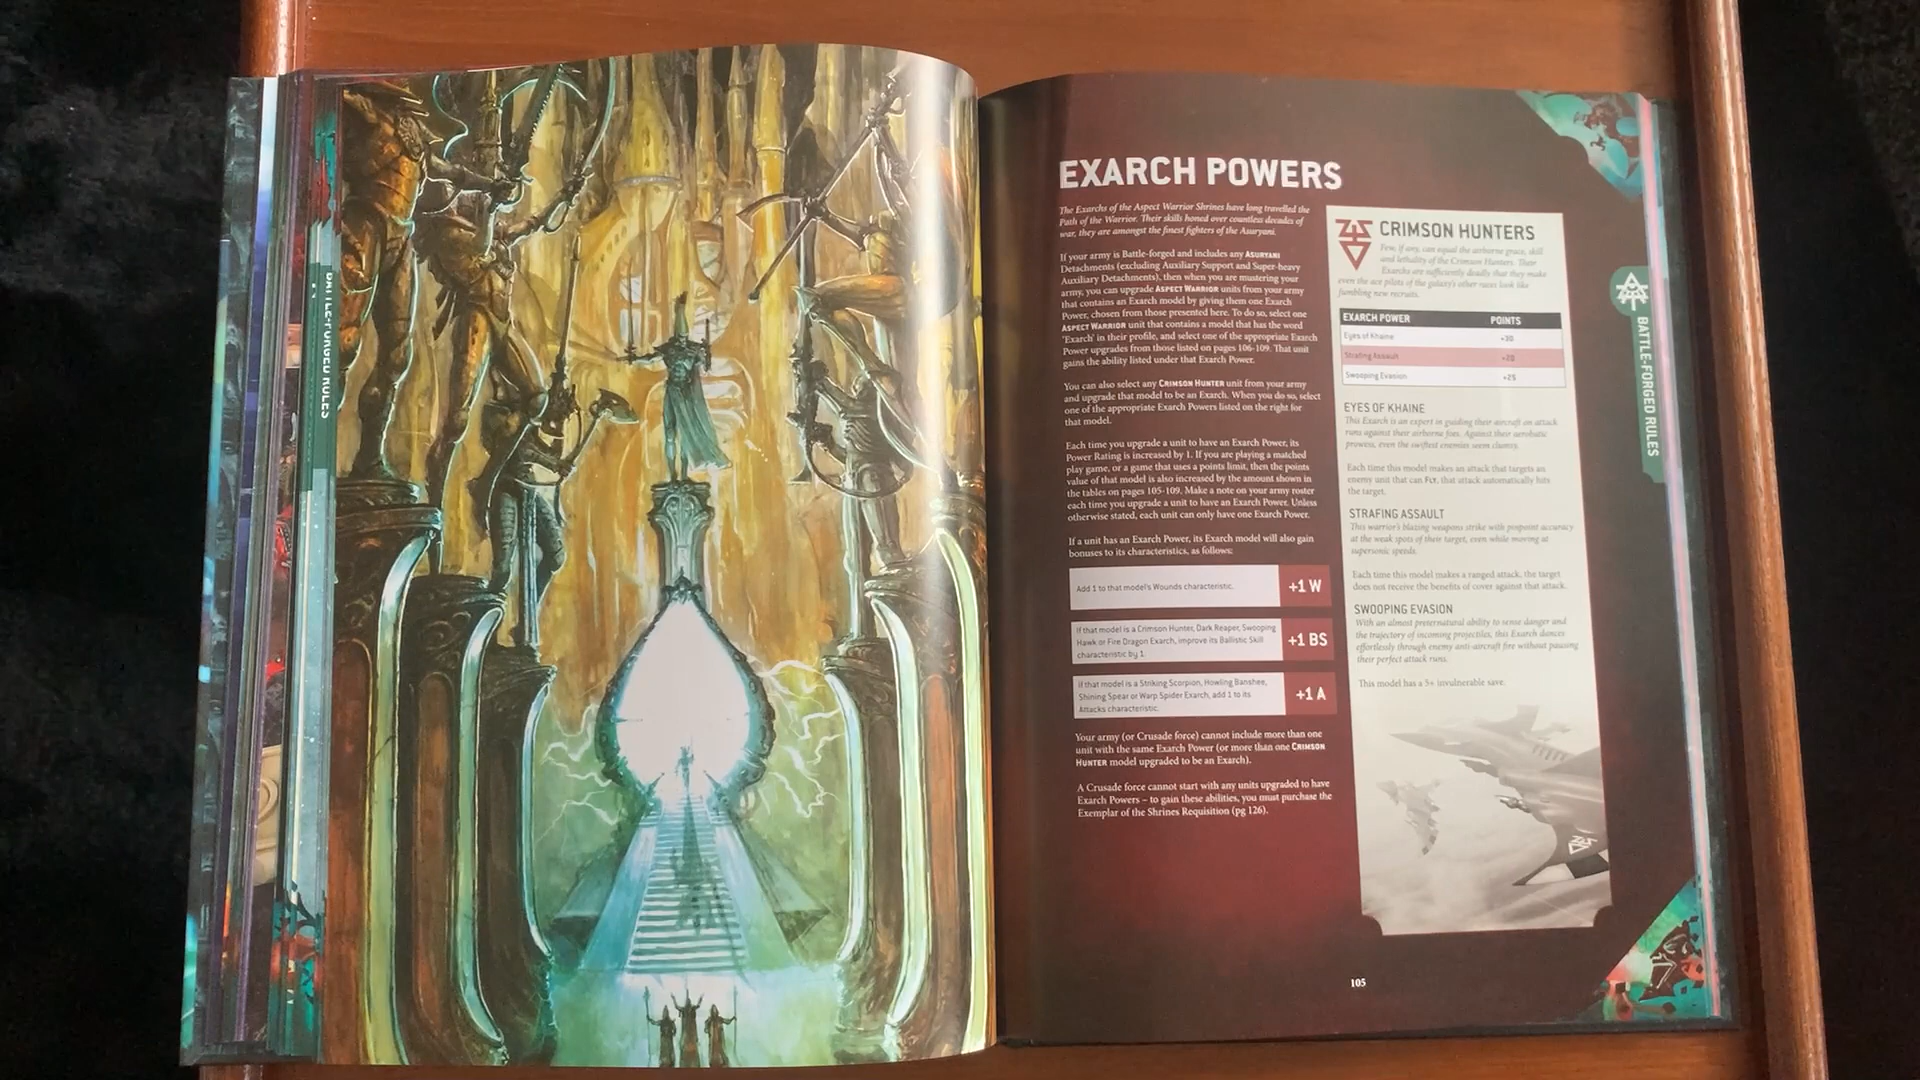 BATTLE-FORGED RULES
EXARCH POWERS
The Exarchs of the Aspect Warrior Shrines have long travelled the
Path of the Warrior. Their skills honed over countless decades of
war, they are amongst the finest fighters of the Asuryani.
If your army is Battle-forged and includes any ASURYANI
Detachments (excluding Auxiliary Support and Super-heavy
Auxiliary Detachments), then when you are mustering your
army, you can upgrade ASPECT WARRIOR units from your army
that contains an Exarch model by giving them one Exarch
Power, chosen from those presented here. To do so, select one
ASPECT WARRIOR unit that contains a model that has the word
'Exarch' in their profile, and select one of the appropriate Exarch
Power upgrades from those listed on pages 106-109. That unit
gains the ability listed under that Exarch Power.
You can also select any CRIMSON HUNTER unit from your army
and upgrade that model to be an Exarch. When you do so, select
one of the appropriate Exarch Powers listed on the right for
that model.
Each time you upgrade a unit to have an Exarch Power, its
Power Rating is increased by 1. If you are playing a matched
play game, or a game that uses a points limit, then the points
value of that model is also increased by the amount shown in
the tables on pages 105-109. Make a note on your army roster
each time you upgrade a unit to have an Exarch Power. Unless
otherwise stated, each unit can only have one Exarch Power.
If a unit has an Exarch Power, its Exarch model will also gain
bonuses to its characteristics, as follows:
Add 1 to that model's Wounds characteristic.
+1 W
If that model is a Crimson Hunter, Dark Reaper, Swooping
Hawk or Fire Dragon Exarch, improve its Ballistic Skill
characteristic by 1.
+1 BS
If that model is a Striking Scorpion, Howling Banshee,
Shining Spear or Warp Spider Exarch, add 1 to its
Attacks characteristic.
+1 A
Your army (or Crusade force) cannot include more than one
unit with the same Exarch Power (or more than one CRIMSON
HUNTER model upgraded to be an Exarch).
A Crusade force cannot start with any units upgraded to have
Exarch Powers – to gain these abilities, you must purchase the
Exemplar of the Shrines Requisition (pg 126).
CRIMSON HUNTERS
Few, if any, can equal the airborne grace, skill
and lethality of the Crimson Hunters. Their
Exarchs are sufficiently deadly that they make
even the ace pilots of the galaxy's other races look like
fumbling new recruits.
EXARCH POWER POINTS
Eyes of Khaine +30
Strafing Assault +20
Swooping Evasion +25
EYES OF KHAINE
This Exarch is an expert in guiding their aircraft on attack
runs against their airborne foes. Against their aerobatic
prowess, even the swiftest enemies seem clumsy.
Each time this model makes an attack that targets an
enemy unit that can FLY, that attack automatically hits
the target.
STRAFING ASSAULT
This warrior's blazing weapons strike with pinpoint accuracy
at the weak spots of their target, even while moving at
supersonic speeds.
Each time this model makes a ranged attack, the target
does not receive the benefits of cover against that attack.
SWOOPING EVASION
With an almost preternatural ability to sense danger and
the trajectory of incoming projectiles, this Exarch dances
effortlessly through enemy anti-aircraft fire without pausing
their perfect attack runs.
This model has a 5+ invulnerable save.
BATTLE-FORGED RULES
105